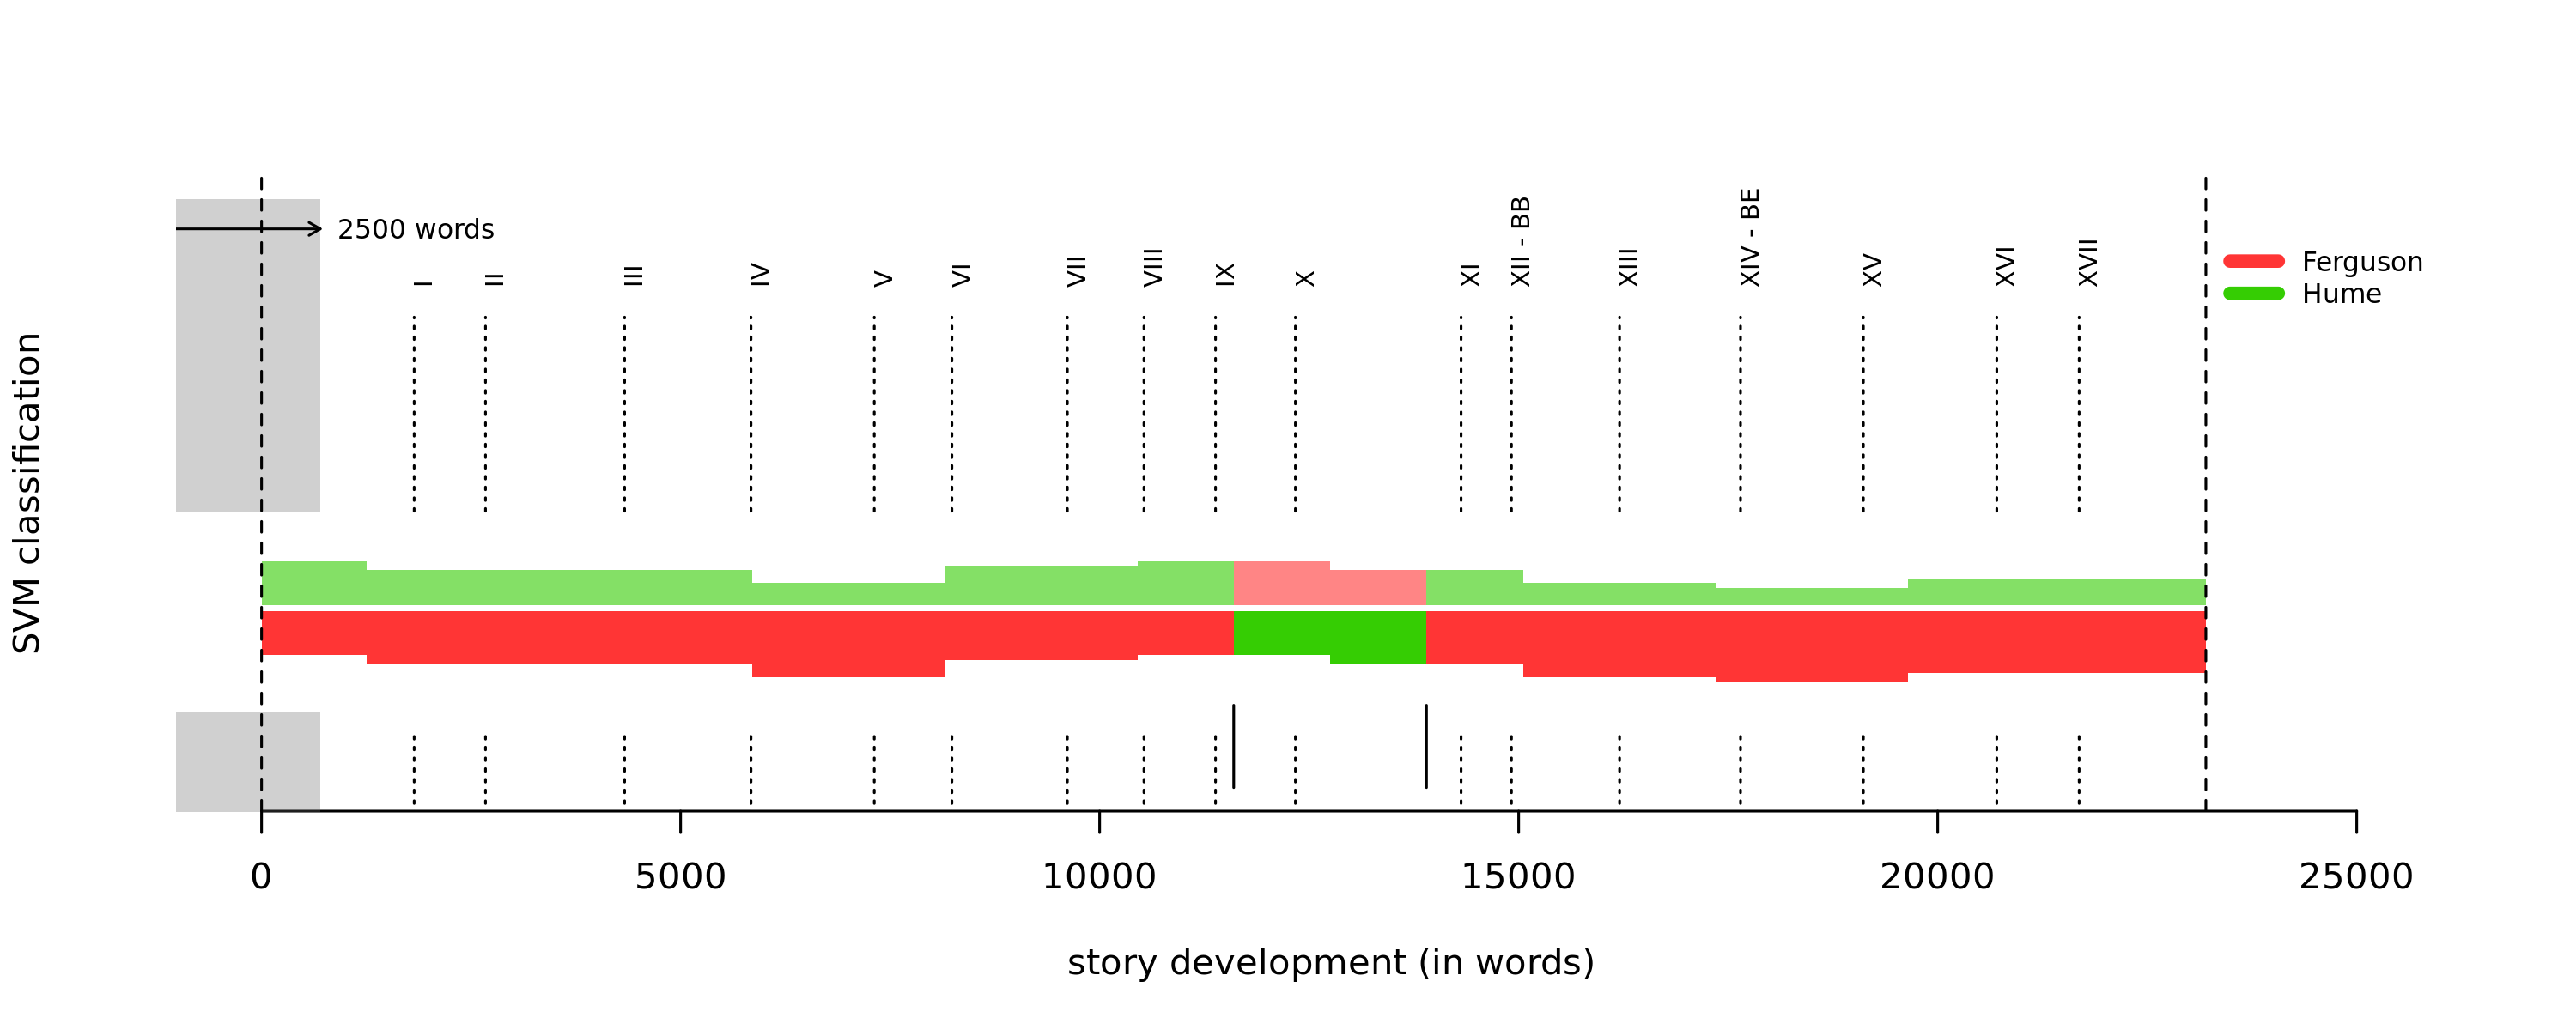 2500 words
I
II
III
IV
V
VI
VII
VIII
IX
X
XI
XII - BB
XIII
XIV - BE
XV
XVI
XVII
Ferguson
Hume
SVM classification
0
5000
10000
15000
20000
25000
story development (in words)